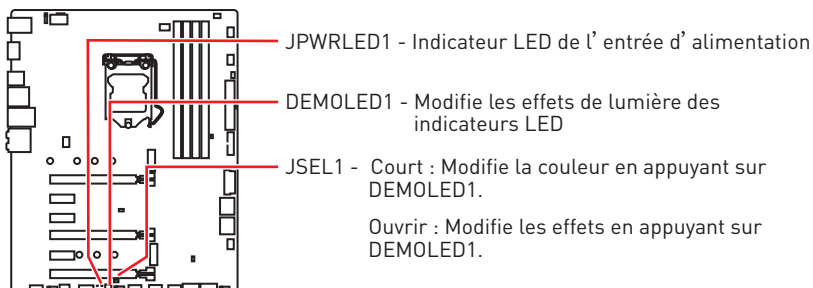 JPWRLED1 - Indicateur LED de l’entrée d’alimentation
DEMOLED1 - Modifie les effets de lumière des
indicateurs LED
JSEL1 - Court : Modifie la couleur en appuyant sur
DEMOLED1.
Ouvrir : Modifie les effets en appuyant sur
DEMOLED1.